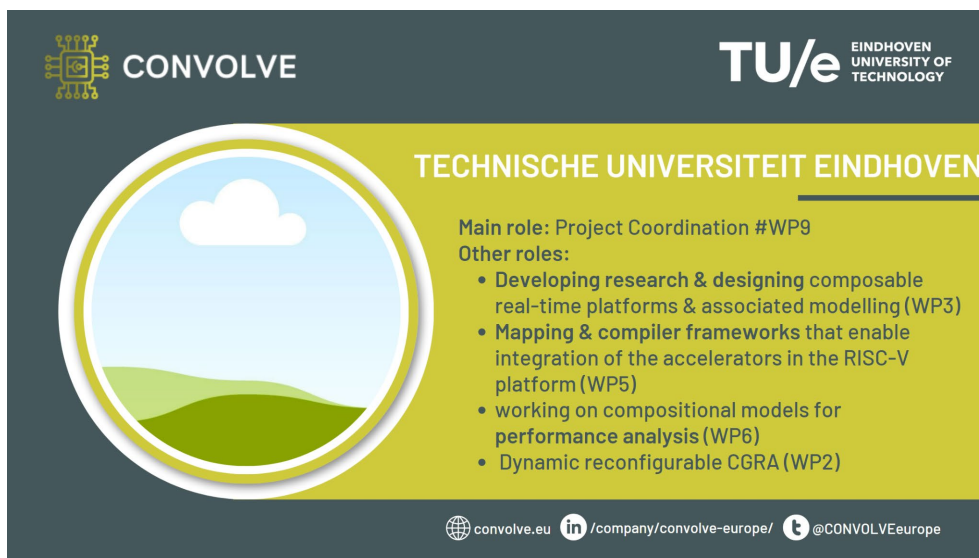 CONVOLVE
TU/e EINDHOVEN
UNIVERSITY OF
TECHNOLOGY
TECHNISCHE UNIVERSITEIT EINDHOVEN
Main role: Project Coordination #WP9
Other roles:
• Developing research & designing composable
real-time platforms & associated modelling (WP3)
• Mapping & compiler frameworks that enable
integration of the accelerators in the RISC-V
platform (WP5)
• working on compositional models for
performance analysis (WP6)
• Dynamic reconfigurable CGRA (WP2)
convolve.eu in /company/convolve-europe/ t @CONVOLVEeurope